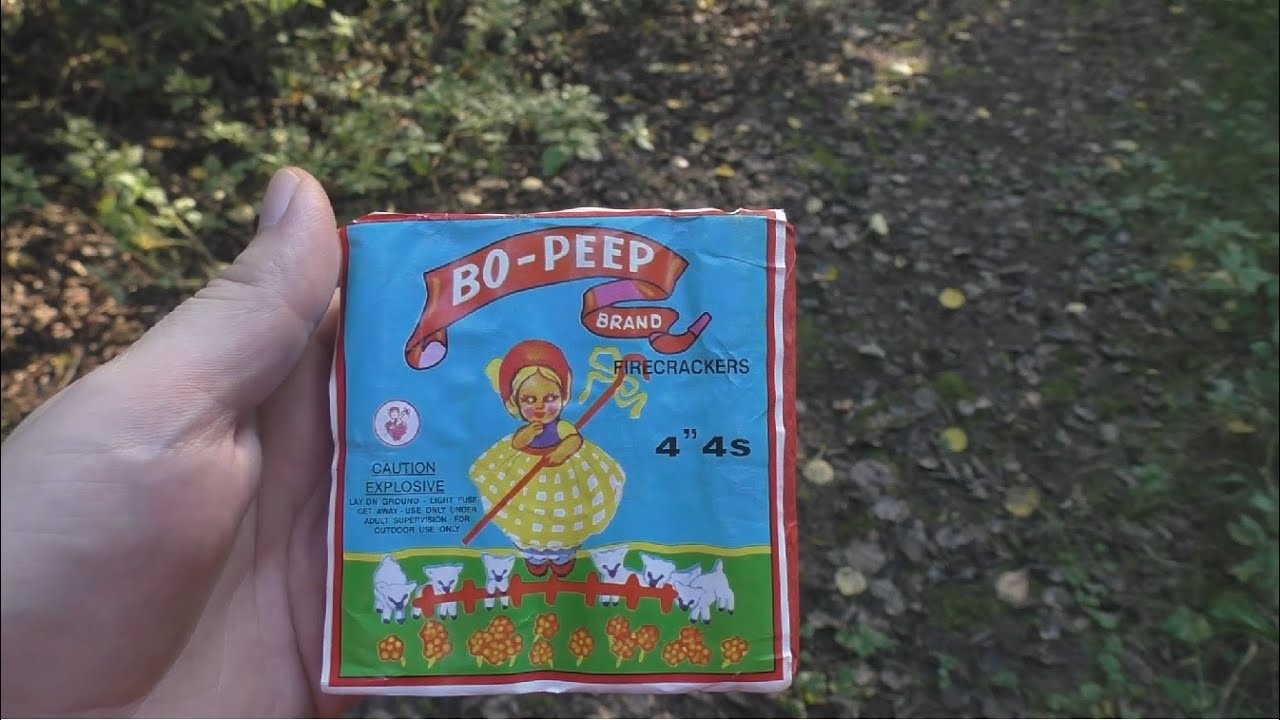 BO-PEEP
BRAND
FIRECRACKERS
4" 4s
CAUTION
EXPLOSIVE
LAY ON GROUND - LIGHT FUSE-
GET AWAY - USE ONLY UNDER
ADULT SUPERVISION - FOR
OUTDOOR USE ONLY